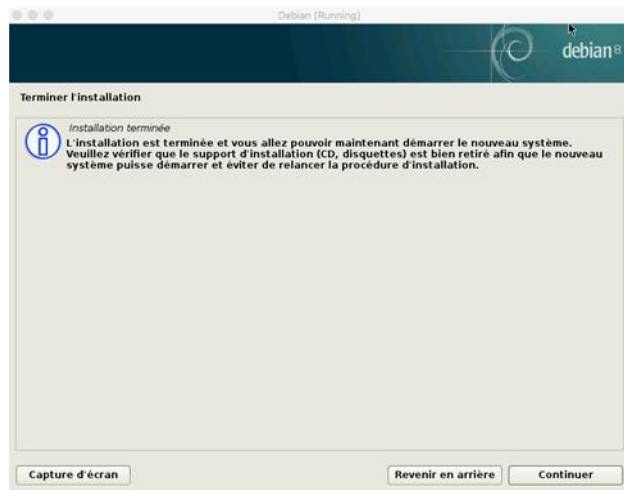 Debian [Running]
debian 8
Terminer l'installation
Installation terminée
L'installation est terminée et vous allez pouvoir maintenant démarrer le nouveau système.
Veuillez vérifier que le support d'installation (CD, disquettes) est bien retiré afin que le nouveau
système puisse démarrer et éviter de relancer la procédure d'installation.
Capture d'écran
Revenir en arrière
Continuer